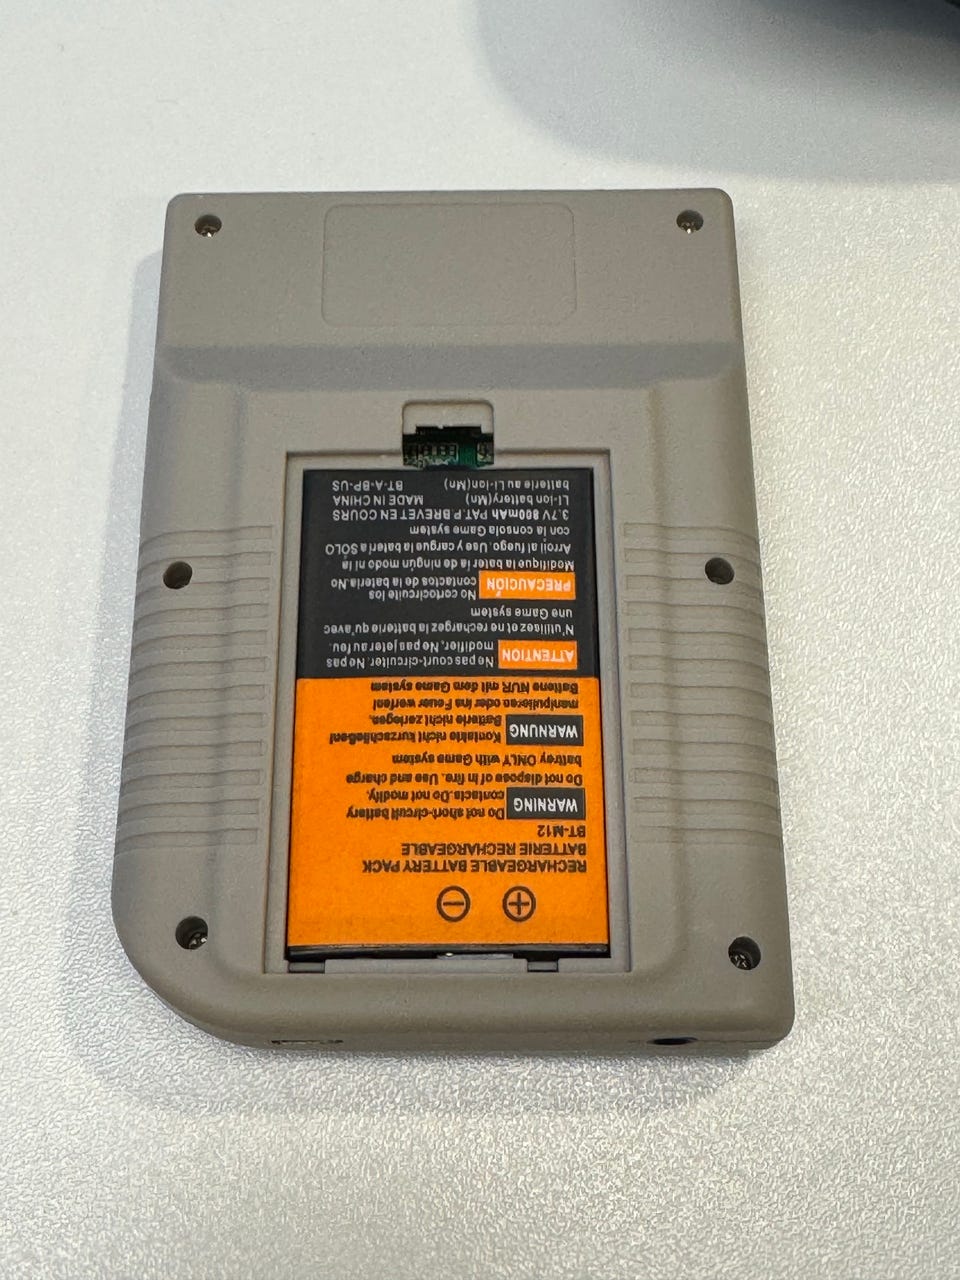 RECHARGEABLE BATTERY PACK
BATTERIE RECHARGEABLE
BT-M12
WARNING
Do not short-circuit battery
contacts.Do not modify.
Do not dispose of in fire. Use and charge
battrey ONLY with Game system
WARNUNG
Kontakte nicht kurzschließen!
Batterie nicht zerlegen,
manipulieren oder ins Feuer werfen!
Batterie NUR mit dem Game system
ATTENTION
Ne pas court-circuiter. Ne pas
modifier, Ne pas jeter au feu.
N'utilisez et ne rechargez la batterie qu'avec
une Game system
PRECAUCIÓN
No cortocircuite los
contactos de la batería.No
Modifique la batería de ningún modo ni la
Arroji al fuego. Use y cargue la batería SÓLO
con la consola Game system
3.7V 800mAh PAT.P.BREVET EN COURS
Li-ion battery(Mn) MADE IN CHINA
batterie au Li-ion(Mn) BT-A-BP-US